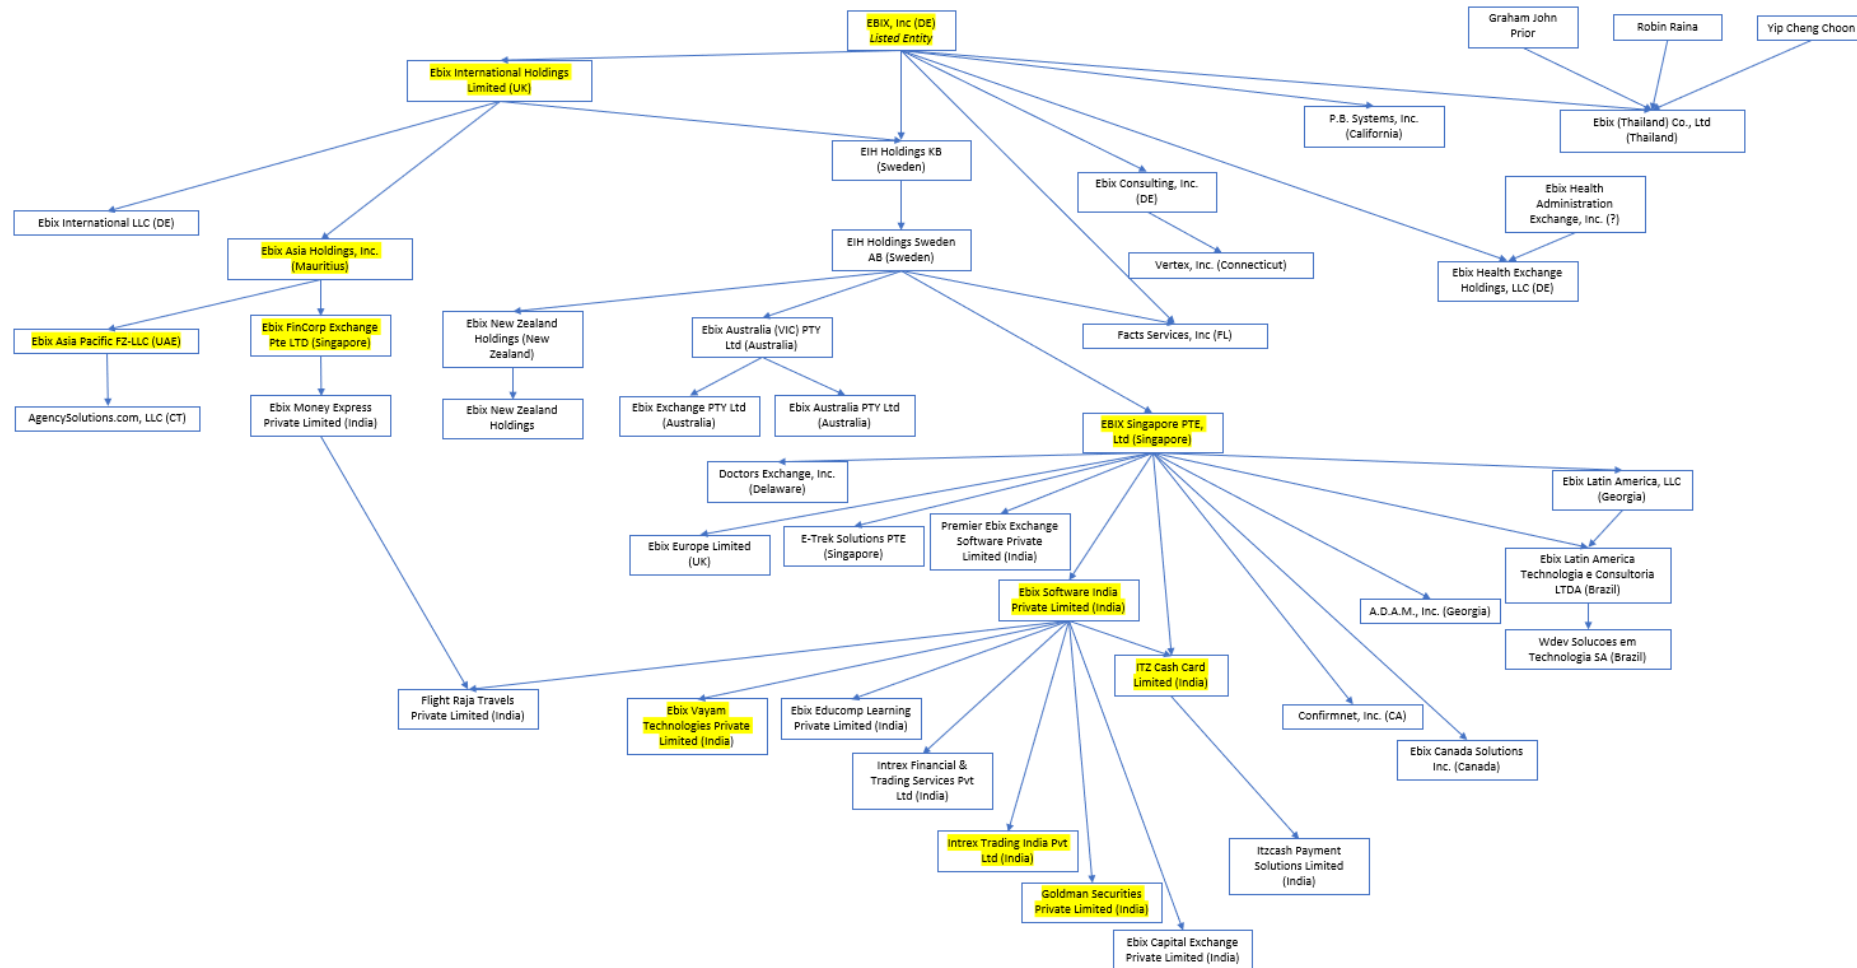 EBIX, Inc (DE)
Listed Entity
Graham John
Prior
Robin Raina
Yip Cheng Choon
Ebix International Holdings
Limited (UK)
P.B. Systems, Inc.
(California)
Ebix (Thailand) Co., Ltd
(Thailand)
EIH Holdings KB
(Sweden)
Ebix Consulting, Inc.
(DE)
Ebix Health
Administration
Exchange, Inc. (?)
Ebix International LLC (DE)
Ebix Asia Holdings, Inc.
(Mauritius)
EIH Holdings Sweden
AB (Sweden)
Vertex, Inc. (Connecticut)
Ebix Health Exchange
Holdings, LLC (DE)
Ebix Asia Pacific FZ-LLC (UAE)
Ebix FinCorp Exchange
Pte LTD (Singapore)
Ebix New Zealand
Holdings (New
Zealand)
Ebix Australia (VIC) PTY
Ltd (Australia)
Facts Services, Inc (FL)
AgencySolutions.com, LLC (CT)
Ebix Money Express
Private Limited (India)
Ebix New Zealand
Holdings
Ebix Exchange PTY Ltd
(Australia)
Ebix Australia PTY Ltd
(Australia)
EBIX Singapore PTE,
Ltd (Singapore)
Doctors Exchange, Inc.
(Delaware)
Ebix Latin America, LLC
(Georgia)
Ebix Europe Limited
(UK)
E-Trek Solutions PTE
(Singapore)
Premier Ebix Exchange
Software Private
Limited (India)
Ebix Latin America
Technologia e Consultoria
LTDA (Brazil)
Ebix Software India
Private Limited (India)
A.D.A.M., Inc. (Georgia)
Wdev Solucoes em
Technologia SA (Brazil)
ITZ Cash Card
Limited (India)
Flight Raja Travels
Private Limited (India)
Ebix Vayam
Technologies Private
Limited (India)
Ebix Educomp Learning
Private Limited (India)
Confirmnet, Inc. (CA)
Ebix Canada Solutions
Inc. (Canada)
Intrex Financial &
Trading Services Pvt
Ltd (India)
Intrex Trading India Pvt
Ltd (India)
Itzcash Payment
Solutions Limited
(India)
Goldman Securities
Private Limited (India)
Ebix Capital Exchange
Private Limited (India)